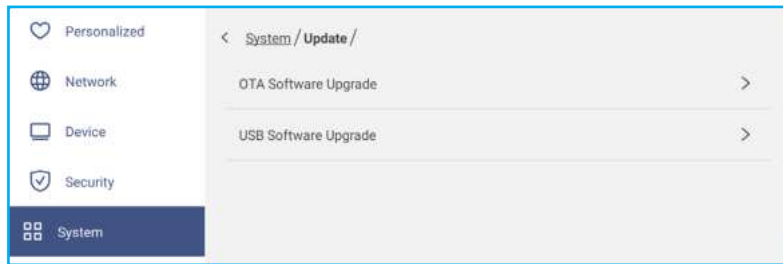 Personalized
Network
Device
Security
System
System / Update /
OTA Software Upgrade
USB Software Upgrade